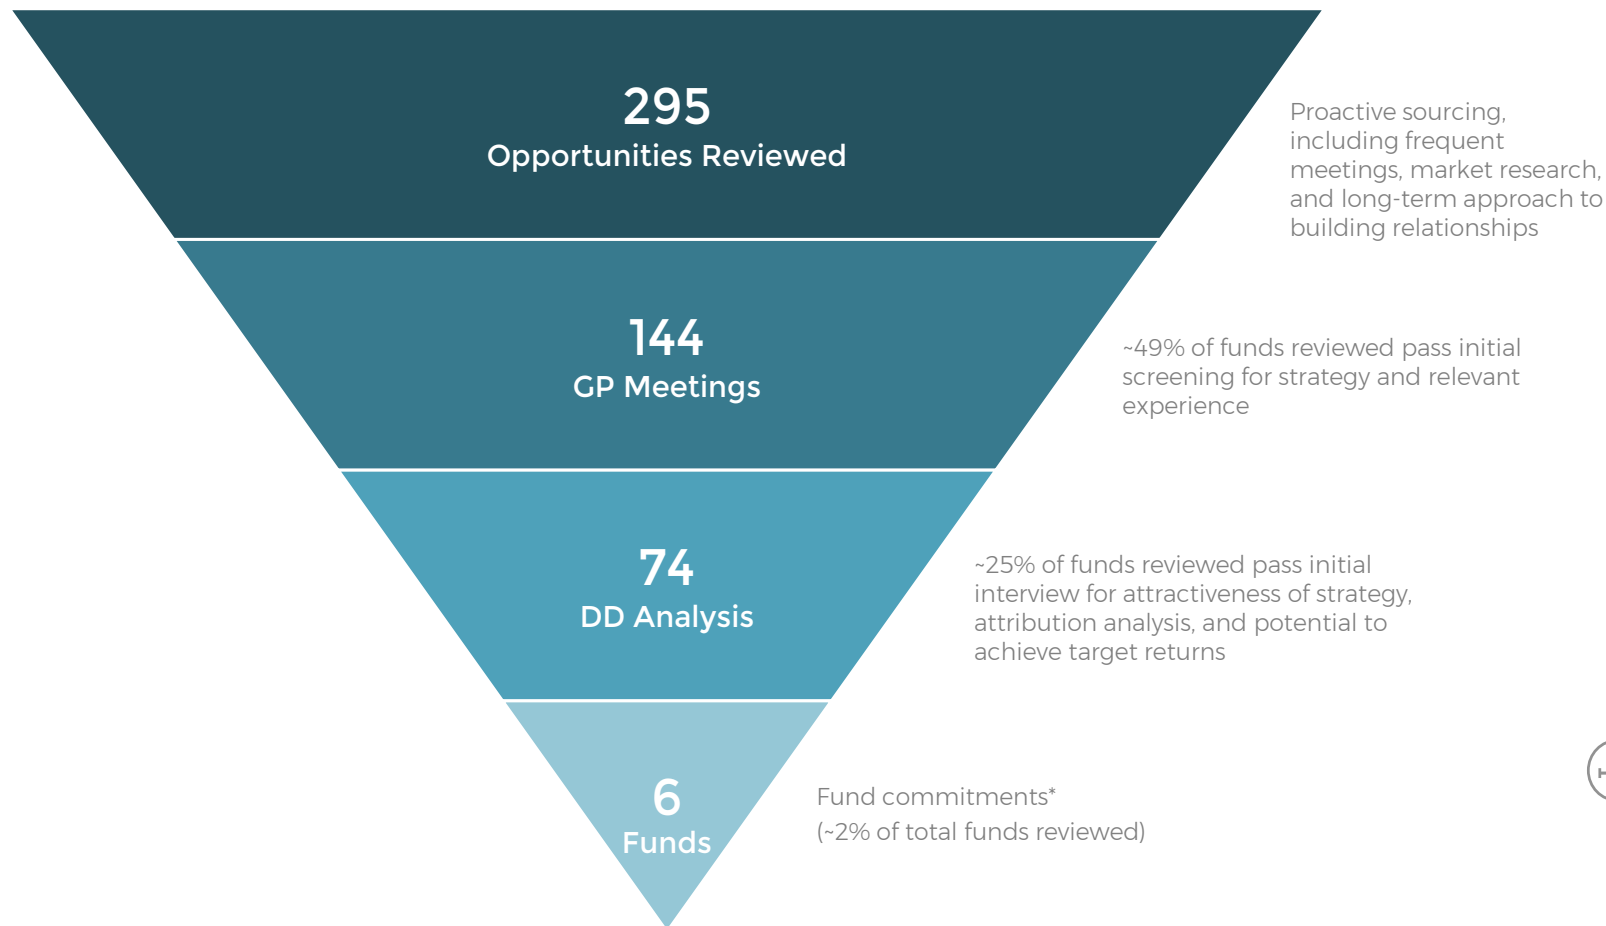 295
Opportunities Reviewed
Proactive sourcing,
including frequent
meetings, market research,
and long-term approach to
building relationships
144
GP Meetings
~49% of funds reviewed pass initial
screening for strategy and relevant
experience
74
DD Analysis
~25% of funds reviewed pass initial
interview for attractiveness of strategy,
attribution analysis, and potential to
achieve target returns
6
Funds
Fund commitments*
(~2% of total funds reviewed)